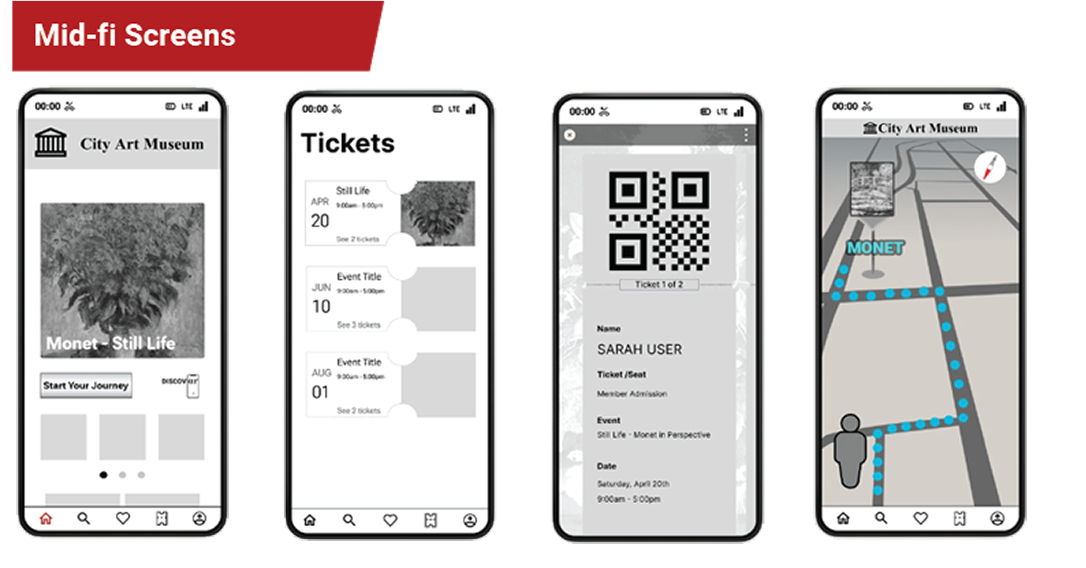 Mid-fi Screens
00:00 LTE
City Art Museum
Monet - Still Life
Start Your Journey
DISCOVER
00:00 LTE
Tickets
APR
20
Still Life
9:00am - 5:00pm
See 2 tickets
JUN
10
Event Title
9:00am - 5:00pm
See 3 tickets
AUG
01
Event Title
9:00am - 5:00pm
See 2 tickets
00:00 LTE
Ticket 1 of 2
Name
SARAH USER
Ticket /Seat
Member Admission
Event
Still Life - Monet in Perspective
Date
Saturday, April 20th
9:00am - 5:00pm
00:00 LTE
City Art Museum
MONET